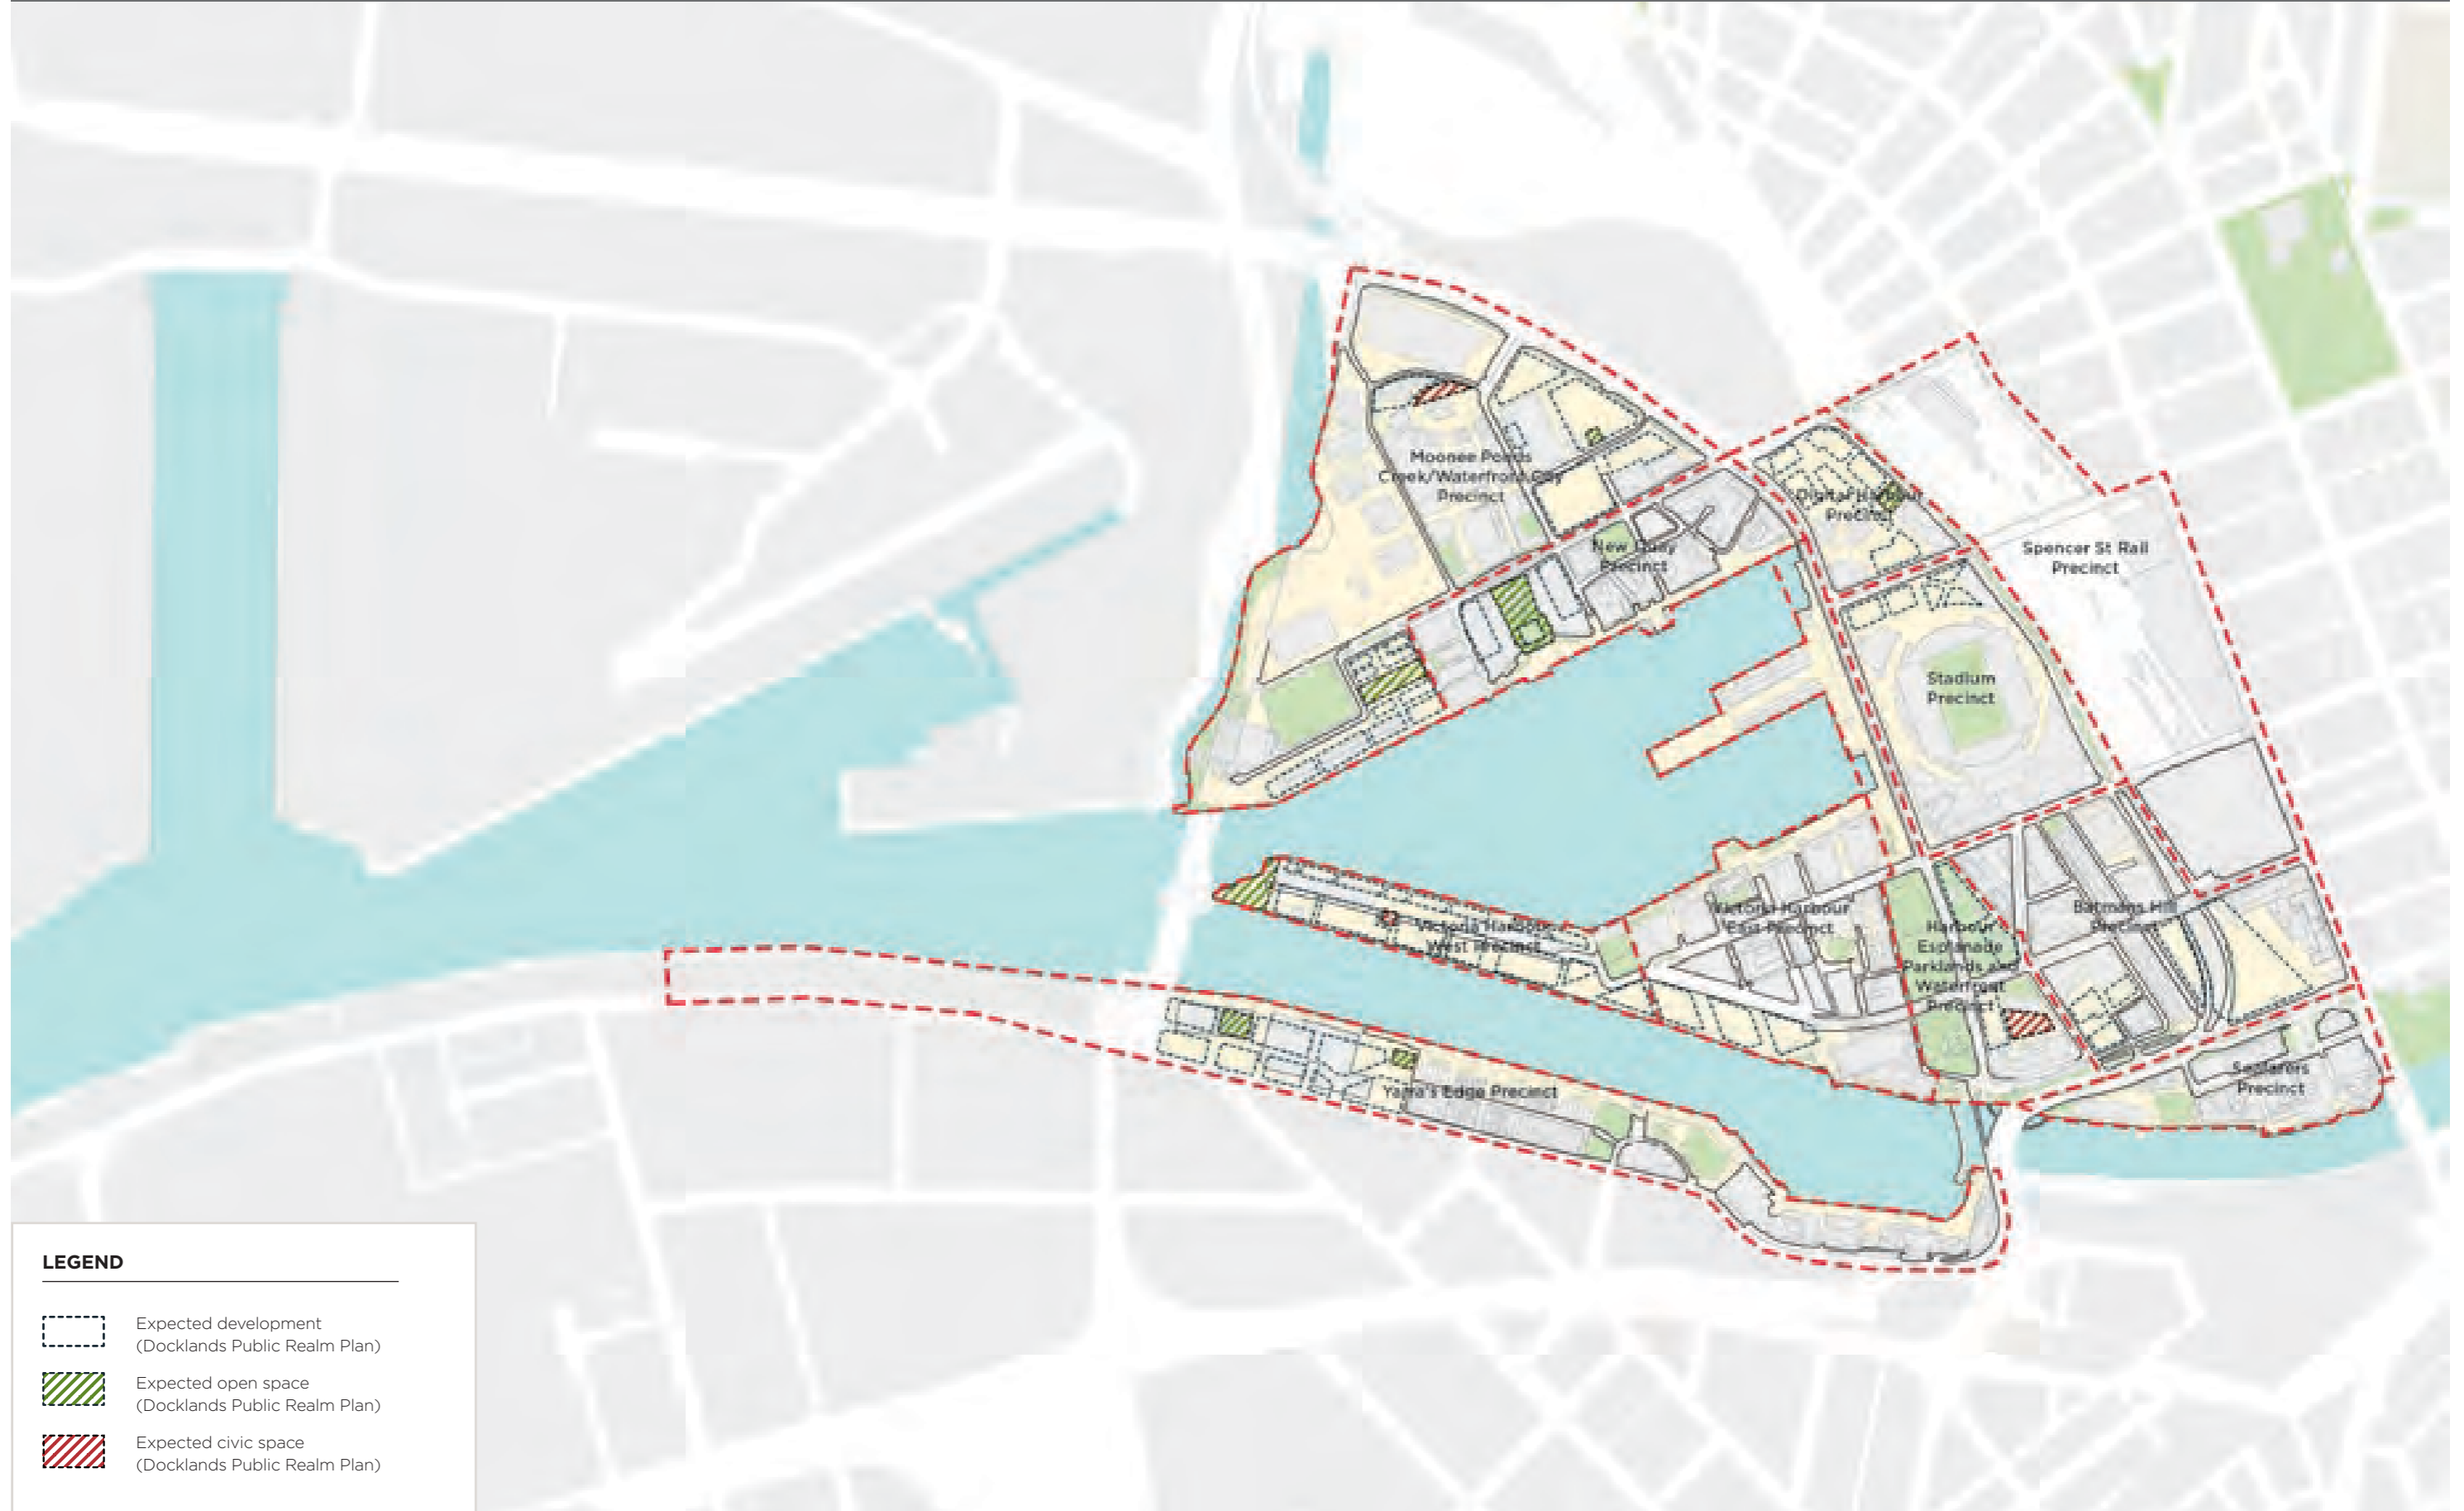 Moonee Ponds
Creek/Waterfront City
Precinct
Digital Harbour
Precinct
New Quay
Precinct
Spencer St Rail
Precinct
Stadium
Precinct
Victoria Harbour
West Precinct
Victoria Harbour
East Precinct
Harbour
Esplanade
Parklands and
Waterfront
Precinct
Batmans Hill
Precinct
Seafarers
Precinct
Yarra's Edge Precinct
LEGEND
Expected development
(Docklands Public Realm Plan)
Expected open space
(Docklands Public Realm Plan)
Expected civic space
(Docklands Public Realm Plan)